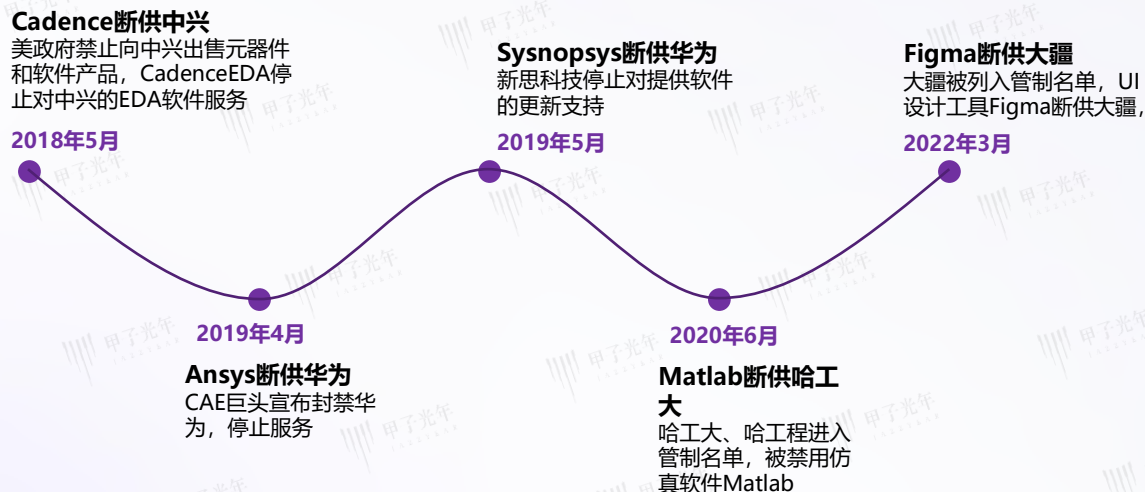 Cadence断供中兴
美政府禁止向中兴出售元器件
和软件产品，CadenceEDA停
止对中兴的EDA软件服务
2018年5月
2019年4月
Ansys断供华为
CAE巨头宣布封禁华
为，停止服务
Sysnopsys断供华为
新思科技停止对提供软件
的更新支持
2019年5月
2020年6月
Matlab断供哈工
大
哈工大、哈工程进入
管制名单，被禁用仿
真软件Matlab
Figma断供大疆
大疆被列入管制名单，UI
设计工具Figma断供大疆，
2022年3月
甲子光年